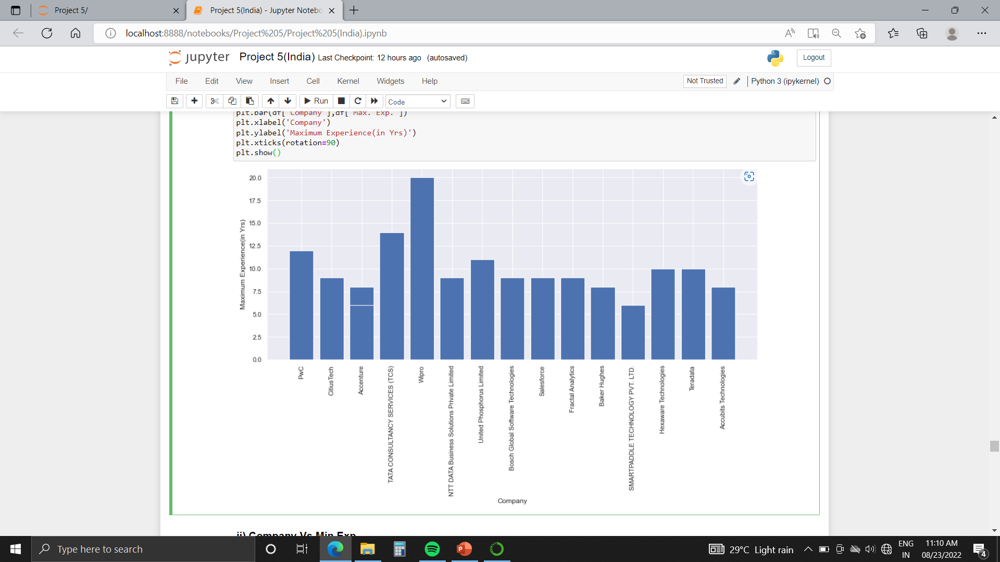 Project 5/
Project 5(India) - Jupyter Notebo
localhost:8888/notebooks/Project%205/Project%205(India).ipynb
jupyter Project 5(India) Last Checkpoint: 12 hours ago (autosaved)
Logout
File Edit View Insert Cell Kernel Widgets Help
Not Trusted
Python 3 (ipykernel)
Run
Code
plt.bar(df['Company'],df['Max. Exp.'])
plt.xlabel('Company')
plt.ylabel('Maximum Experience(in Yrs)')
plt.xticks(rotation=90)
plt.show()
Maximum Experience(in Yrs)
20.0
17.5
15.0
12.5
10.0
7.5
5.0
2.5
0.0
PwC
CitiusTech
Accenture
TATA CONSULTANCY SERVICES (TCS)
Wipro
NTT DATA Business Solutions Private Limited
United Phosphorus Limited
Bosch Global Software Technologies
Salesforce
Fractal Analytics
Baker Hughes
SMARTPADDLE TECHNOLOGY PVT. LTD.
Hexaware Technologies
Teradata
Accubits Technologies
Company
ii) Company Vs Min Exp
Type here to search
29°C Light rain
ENG
IN
11:10 AM
08/23/2022
4